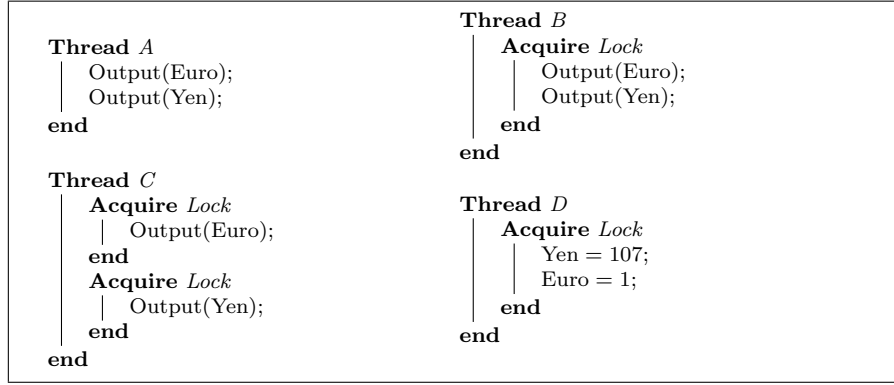 Thread A
Output(Euro);
Output(Yen);
end
Thread B
Acquire Lock
Output(Euro);
Output(Yen);
end
end
Thread C
Acquire Lock
Output(Euro);
end
Acquire Lock
Output(Yen);
end
end
Thread D
Acquire Lock
Yen = 107;
Euro = 1;
end
end